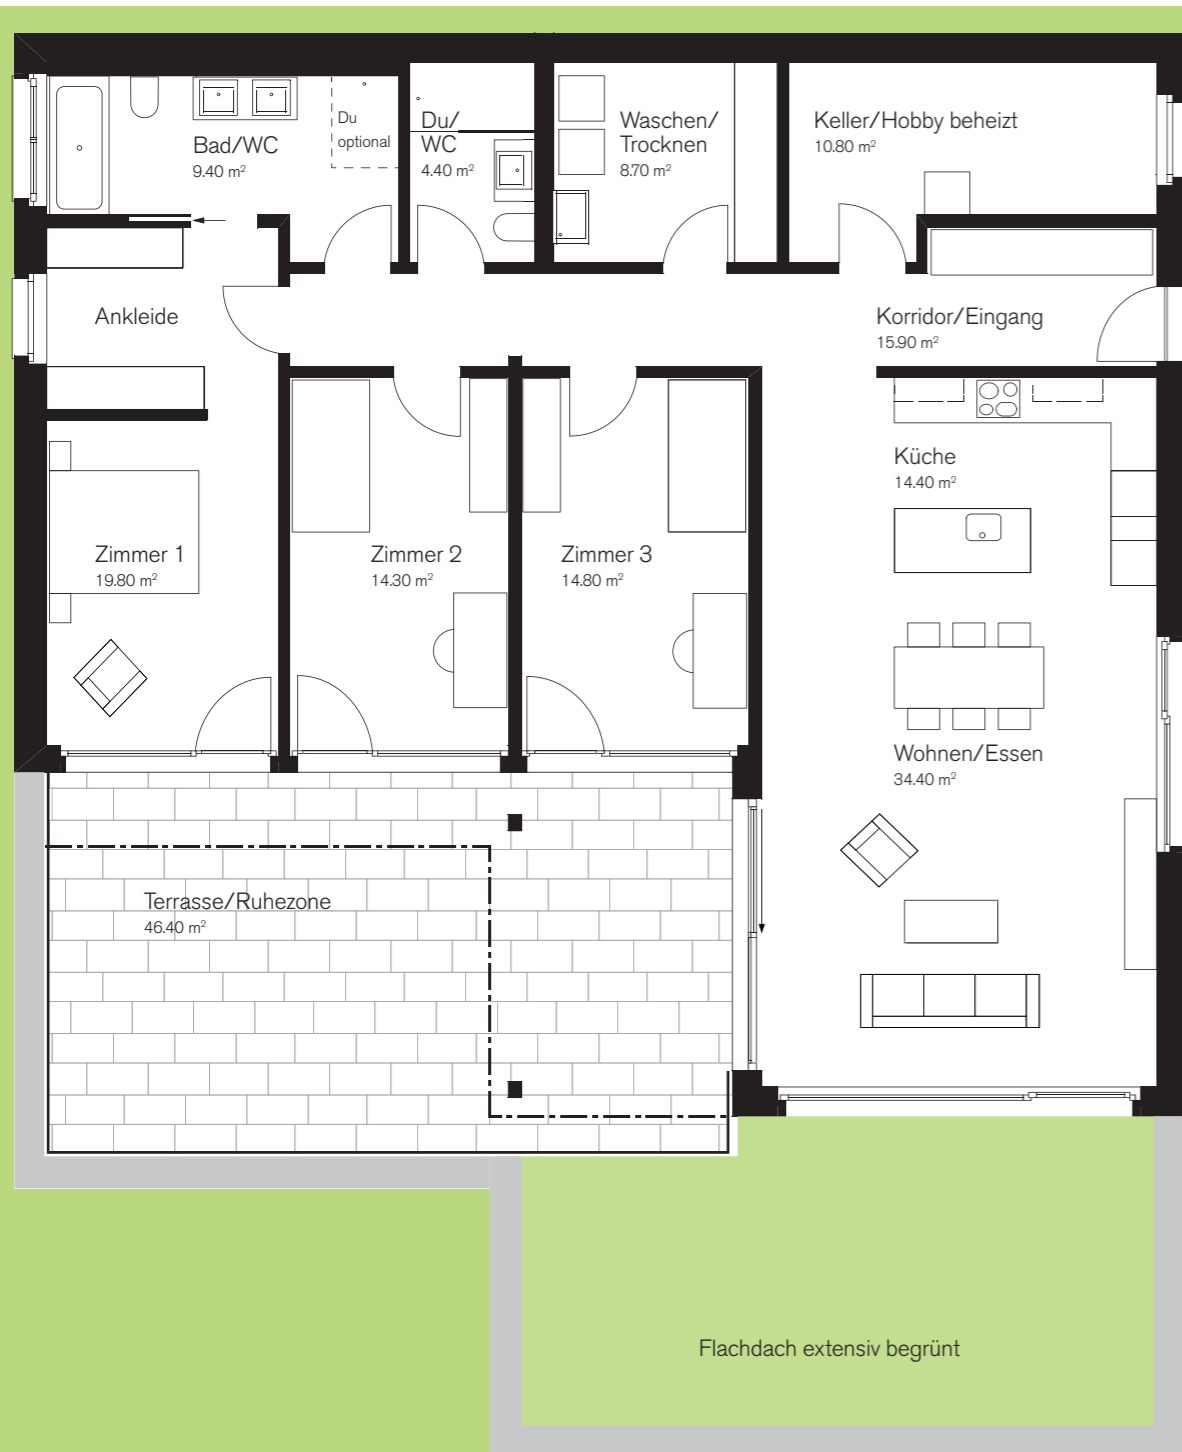 Bad/WC
9.40 m²
Du
optional
Du/
WC
4.40 m²
Waschen/
Trocknen
8.70 m²
Keller/Hobby beheizt
10.80 m²
Ankleide
Korridor/Eingang
15.90 m²
Küche
14.40 m²
Zimmer 1
19.80 m²
Zimmer 2
14.30 m²
Zimmer 3
14.80 m²
Wohnen/Essen
34.40 m²
Terrasse/Ruhezone
46.40 m²
Flachdach extensiv begrünt